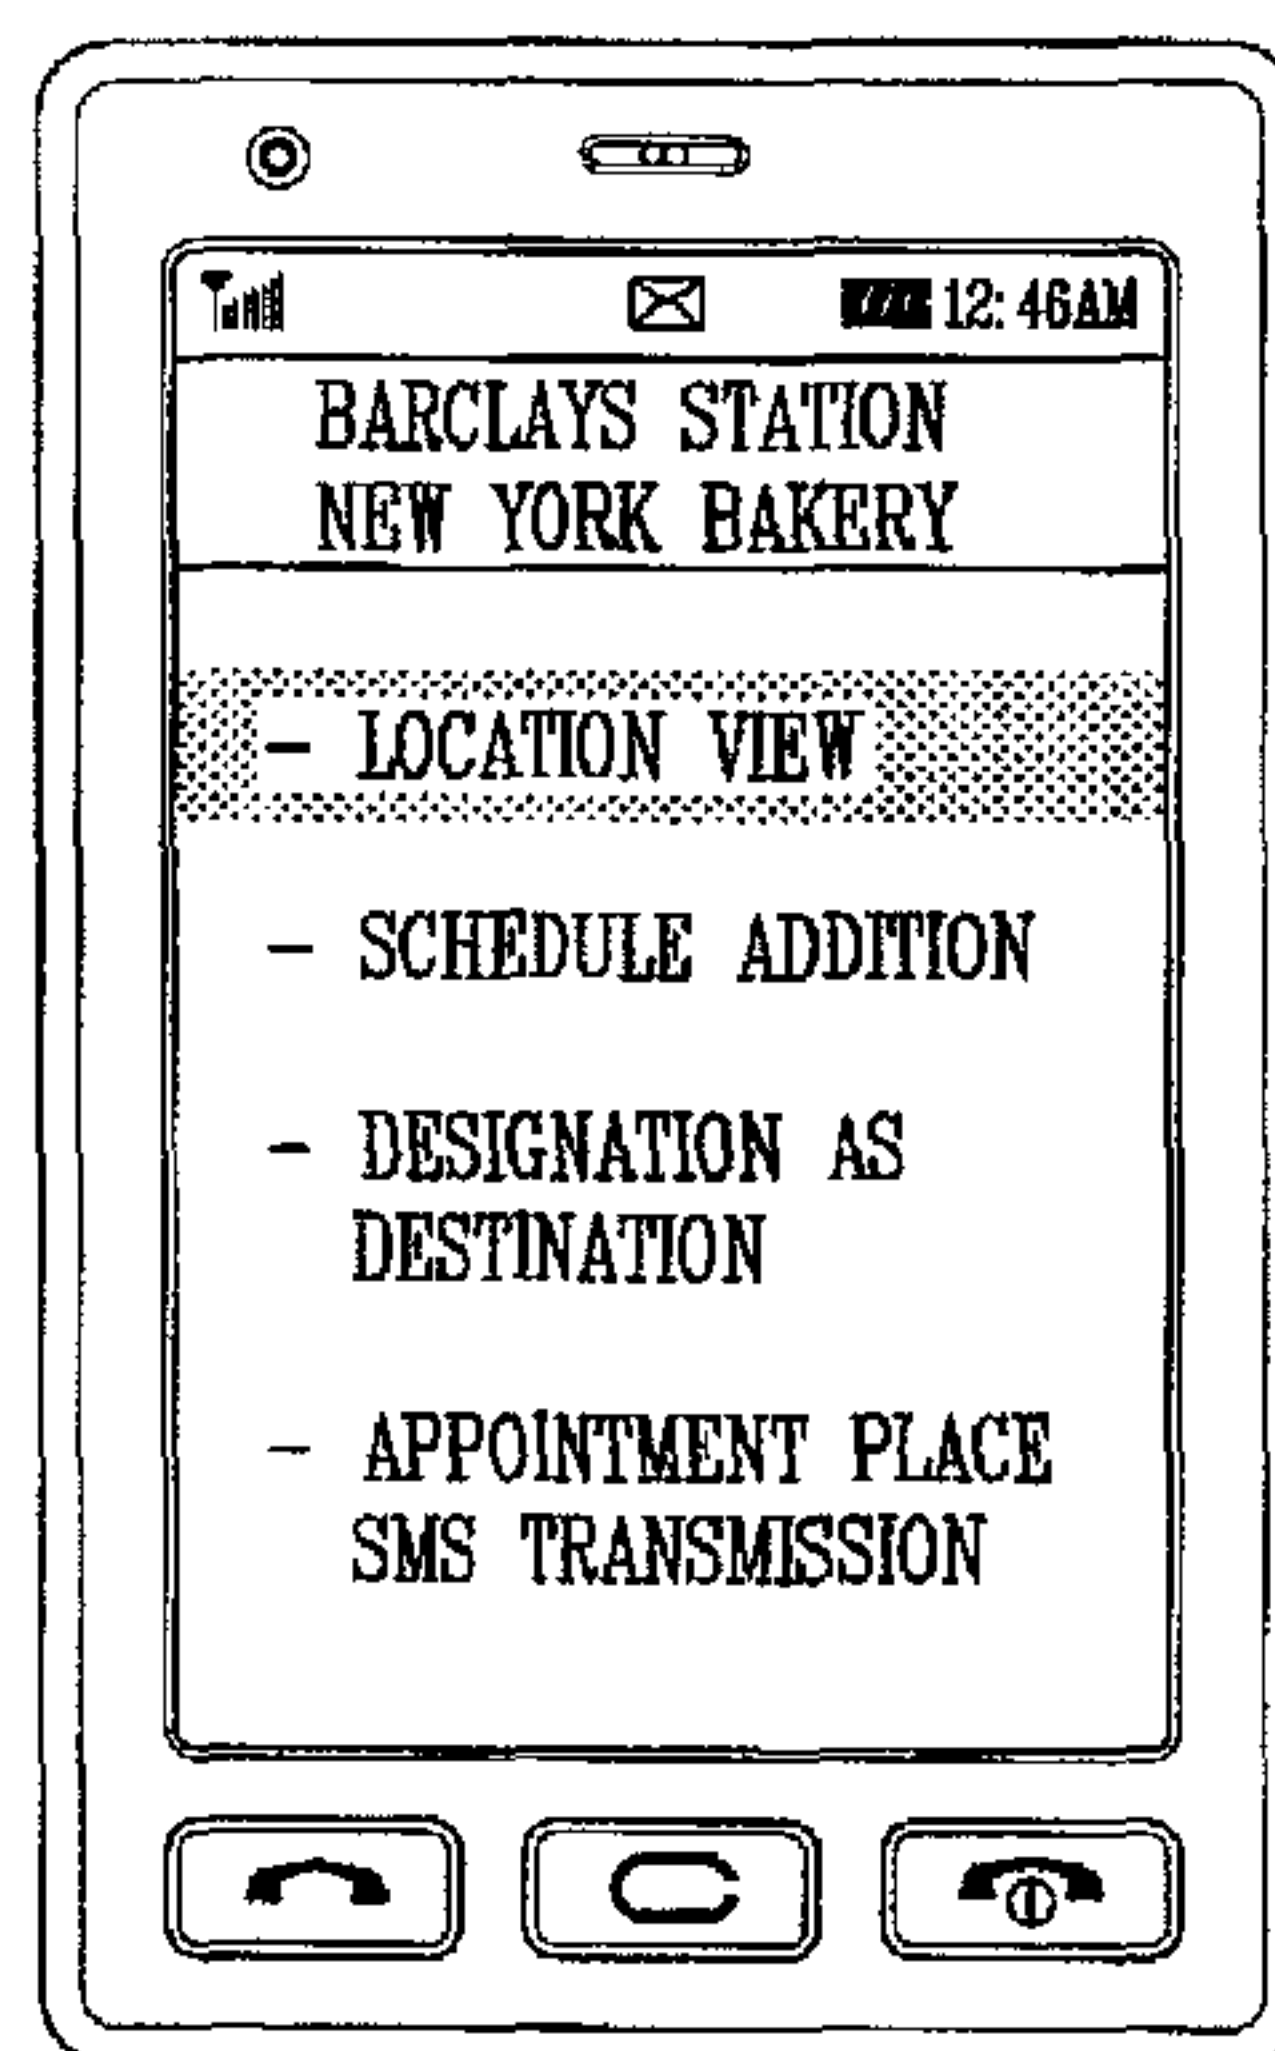 12:46AM
BARCLAYS STATION
NEW YORK BAKERY
- LOCATION VIEW
- SCHEDULE ADDITION
- DESIGNATION AS
DESTINATION
- APPOINTMENT PLACE
SMS TRANSMISSION